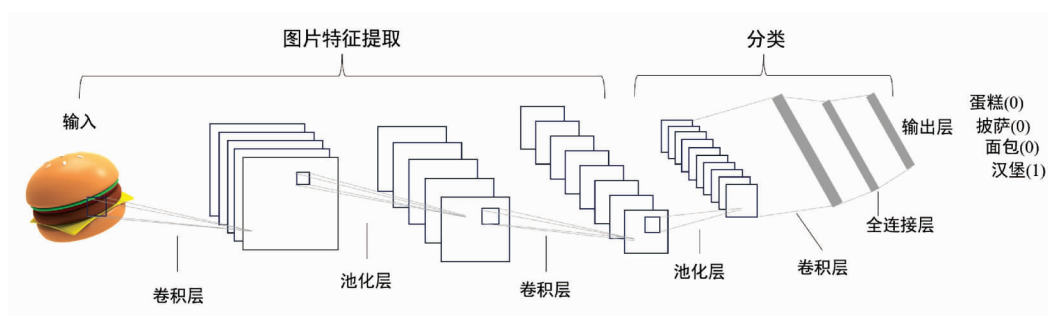 图片特征提取
分类
输入
输出层
蛋糕(0)
披萨(0)
面包(0)
汉堡(1)
卷积层
池化层
卷积层
池化层
卷积层
全连接层